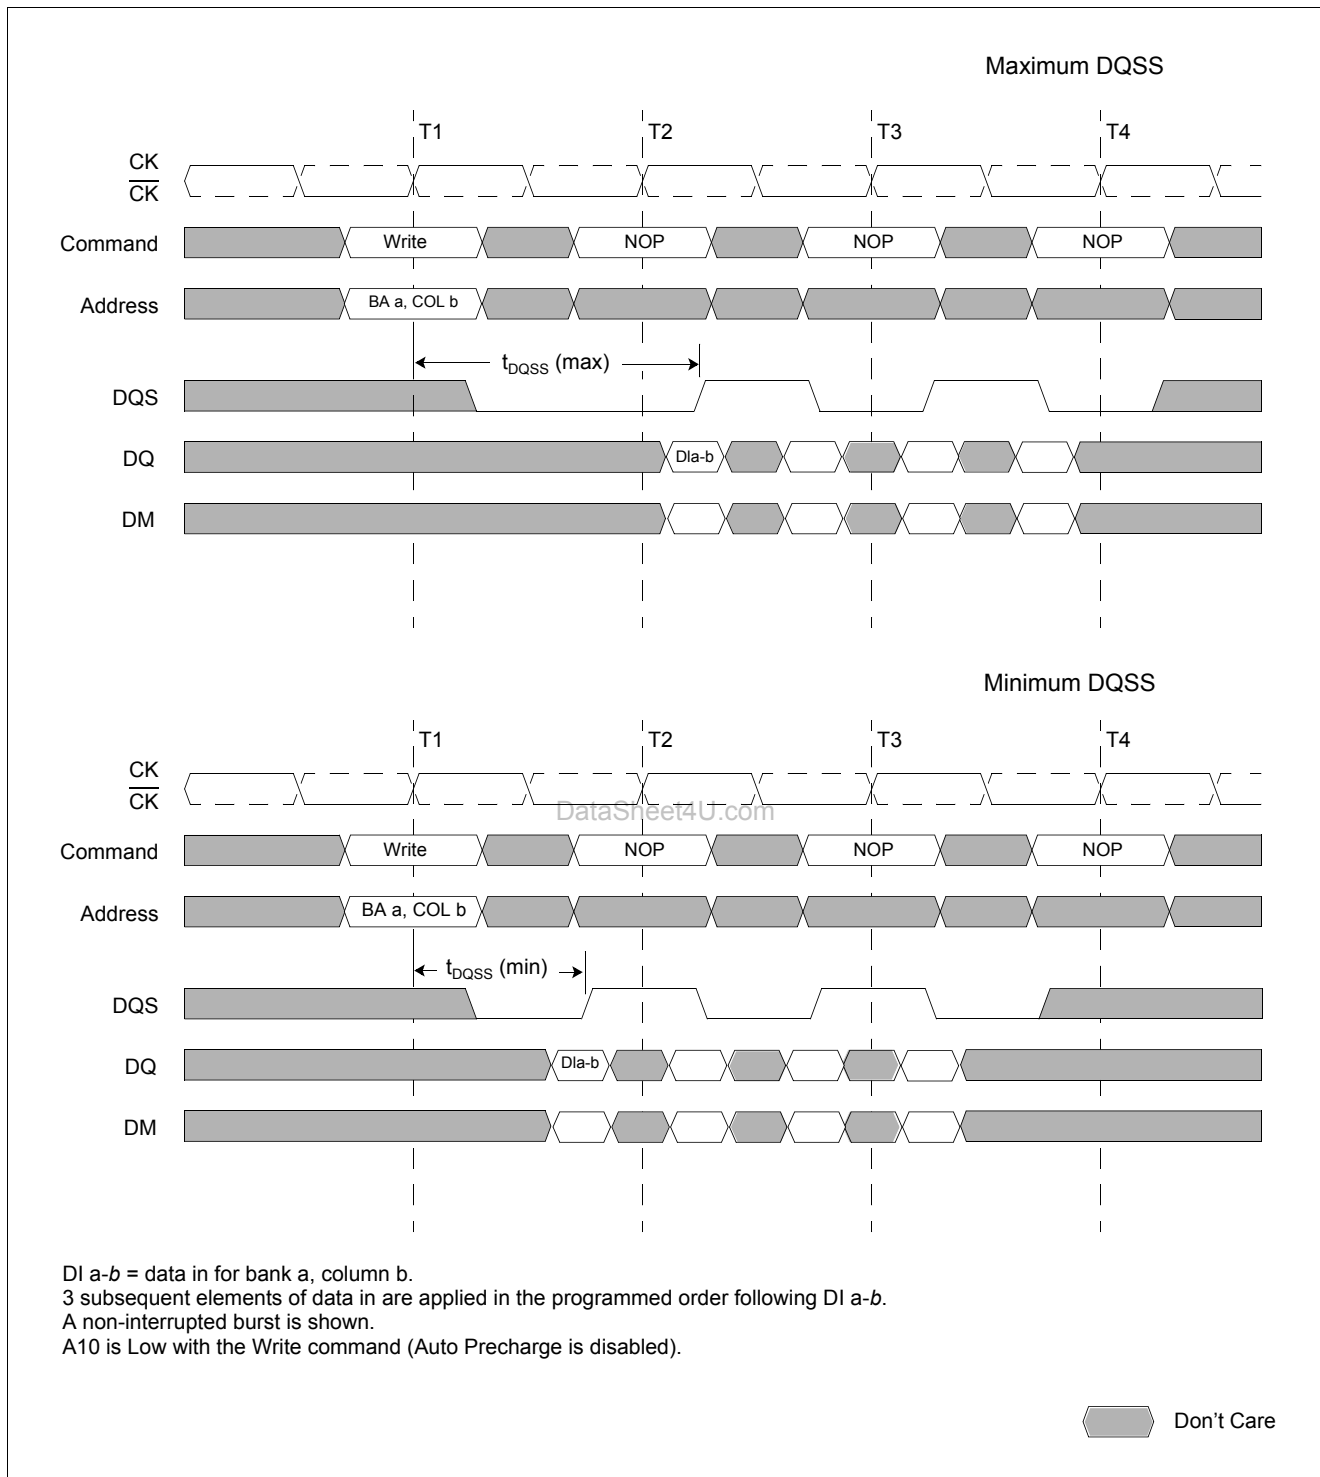 Maximum DQSS
T1 T2 T3 T4
CK
CK
Command Write NOP NOP NOP
Address BA a, COL b
tDQSS (max)
DQS
DQ DIa-b
DM
Minimum DQSS
T1 T2 T3 T4
CK
CK
DataSheet4U.com
Command Write NOP NOP NOP
Address BA a, COL b
tDQSS (min)
DQS
DQ DIa-b
DM
DI a-b = data in for bank a, column b.
3 subsequent elements of data in are applied in the programmed order following DI a-b.
A non-interrupted burst is shown.
A10 is Low with the Write command (Auto Precharge is disabled).
Don't Care